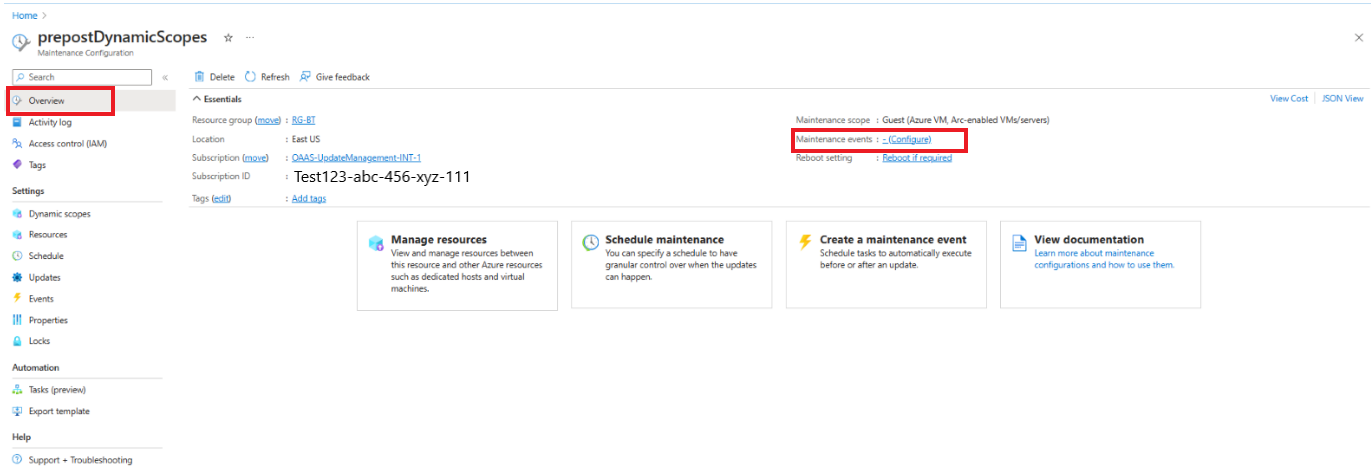 Home >
prepostDynamicScopes ☆ ...
Maintenance Configuration
Search «
Overview
Activity log
Access control (IAM)
Tags
Settings
Dynamic scopes
Resources
Schedule
Updates
Events
Properties
Locks
Automation
Tasks (preview)
Export template
Help
Support + Troubleshooting
Delete Refresh Give feedback
Essentials
View Cost | JSON View
Resource group (move) : RG-BT
Location : East US
Subscription (move) : OAAS-UpdateManagement-INT-1
Subscription ID : Test123-abc-456-xyz-111
Tags (edit) : Add tags
Maintenance scope : Guest (Azure VM, Arc-enabled VMs/servers)
Maintenance events : - (Configure)
Reboot setting : Reboot if required
Manage resources
View and manage resources between
this resource and other Azure resources
such as dedicated hosts and virtual
machines.
Schedule maintenance
You can specify a schedule to have
granular control over when the updates
can happen.
Create a maintenance event
Schedule tasks to automatically execute
before or after an update.
View documentation
Learn more about maintenance
configurations and how to use them.